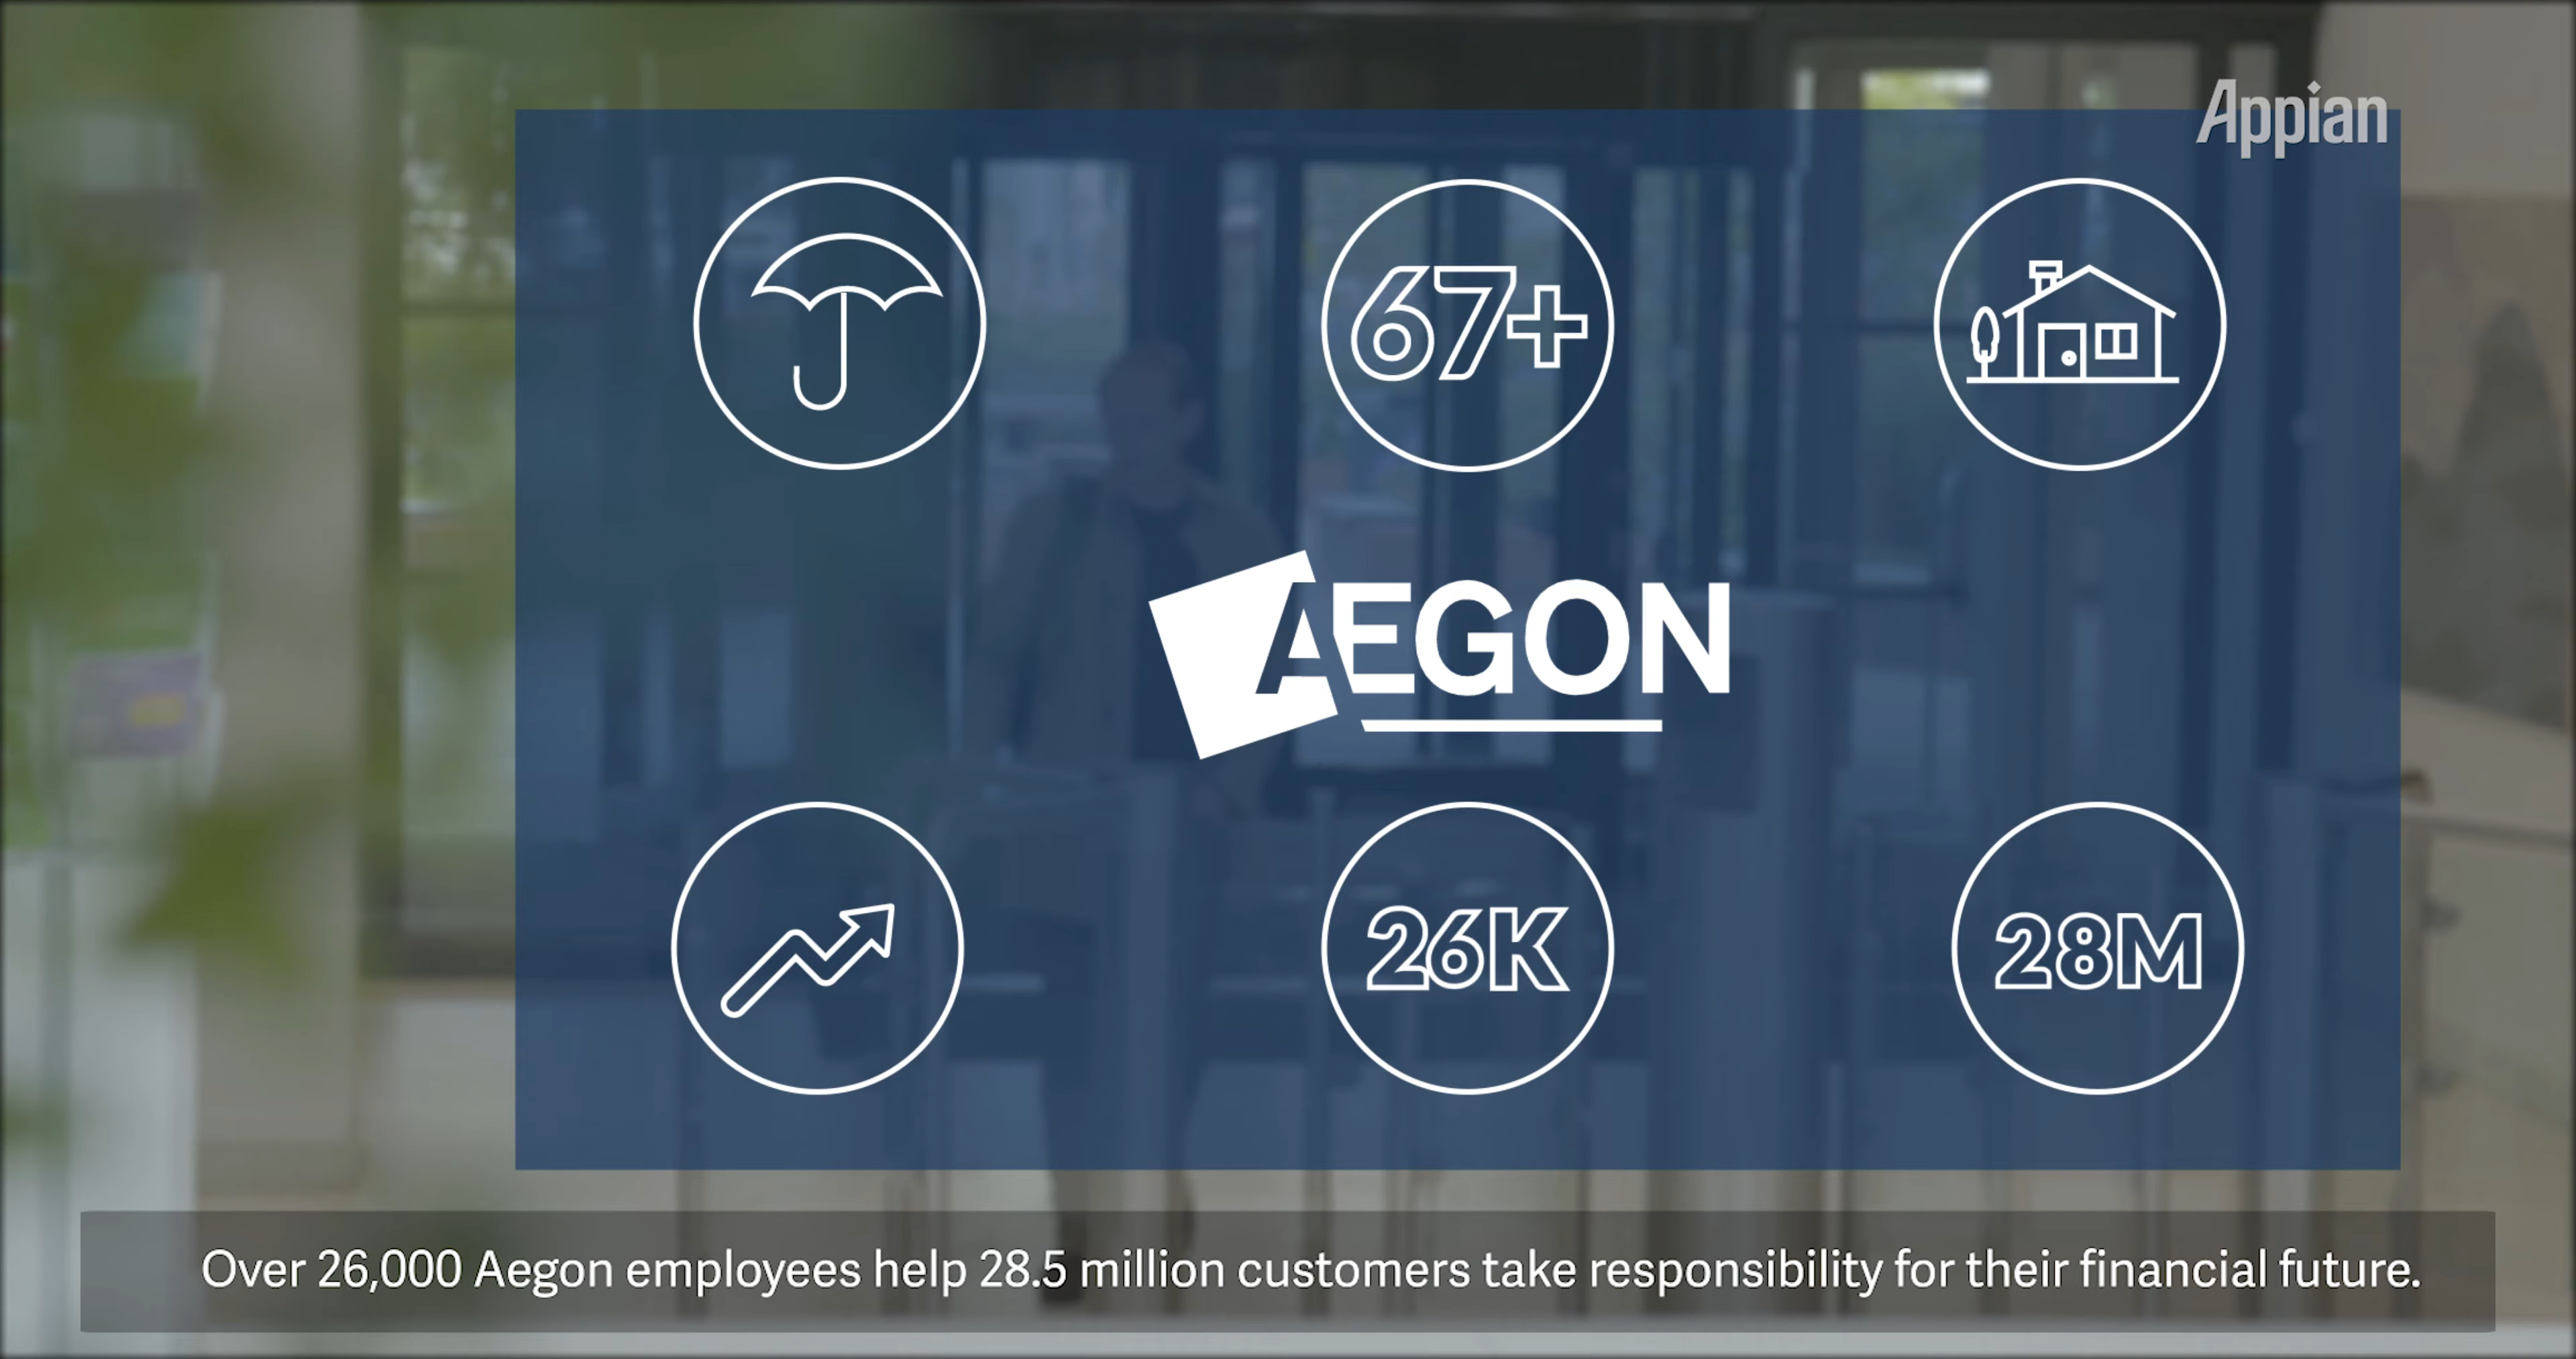 Appian
67+
AEGON
26K
28M
Over 26,000 Aegon employees help 28.5 million customers take responsibility for their financial future.